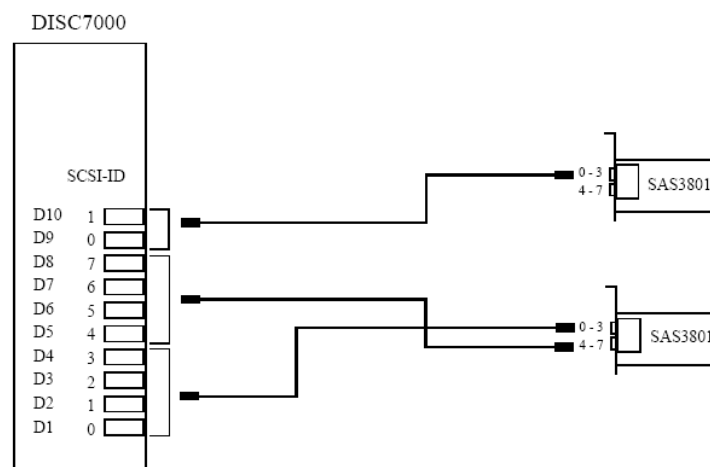 DISC7000
SCSI-ID
D10 1
D9 0
D8 7
D7 6
D6 5
D5 4
D4 3
D3 2
D2 1
D1 0
0 - 3
4 - 7
SAS3801
0 - 3
4 - 7
SAS3801